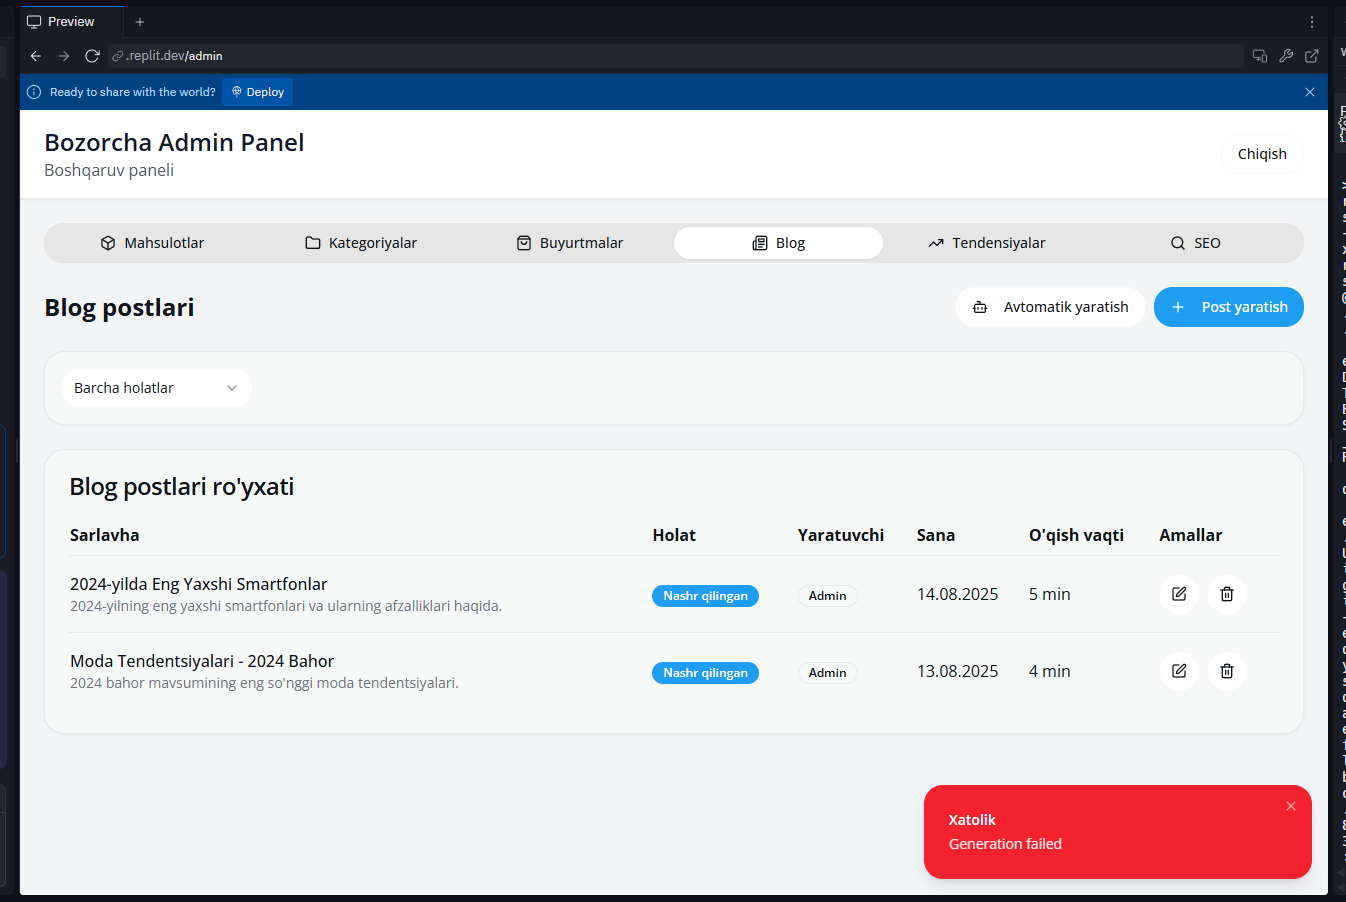 Preview
.replit.dev/admin
Ready to share with the world? Deploy
Bozorcha Admin Panel
Boshqaruv paneli
Chiqish
Mahsulotlar Kategoriyalar Buyurtmalar Blog Tendensiyalar SEO
Blog postlari
Avtomatik yaratish
Post yaratish
Barcha holatlar
Blog postlari ro'yxati
Sarlavha Holat Yaratuvchi Sana O'qish vaqti Amallar
2024-yilda Eng Yaxshi Smartfonlar
2024-yilning eng yaxshi smartfonlari va ularning afzalliklari haqida.
Nashr qilingan Admin 14.08.2025 5 min
Moda Tendentsiyalari - 2024 Bahor
2024 bahor mavsumining eng so'nggi moda tendentsiyalari.
Nashr qilingan Admin 13.08.2025 4 min
Xatolik
Generation failed